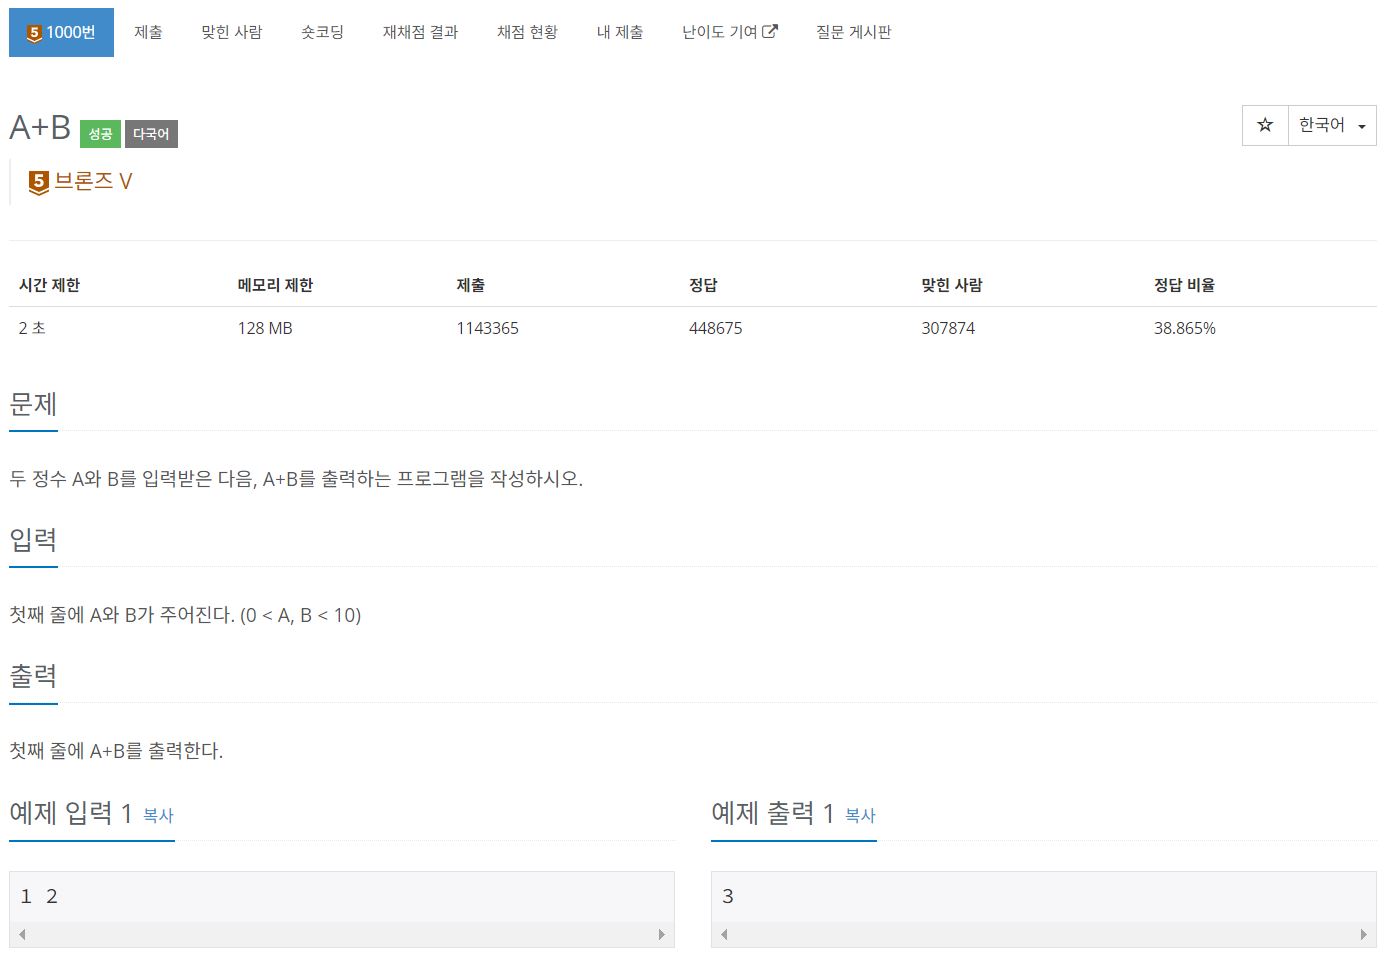 5 1000번 제출 맞힌 사람 숏코딩 재채점 결과 채점 현황 내 제출 난이도 기여 질문 게시판
A+B 성공 다국어 한국어
5 브론즈 V
시간 제한 메모리 제한 제출 정답 맞힌 사람 정답 비율
2 초 128 MB 1143365 448675 307874 38.865%
문제
두 정수 A와 B를 입력받은 다음, A+B를 출력하는 프로그램을 작성하시오.
입력
첫째 줄에 A와 B가 주어진다. (0 < A, B < 10)
출력
첫째 줄에 A+B를 출력한다.
예제 입력 1 복사 예제 출력 1 복사
1 2 3